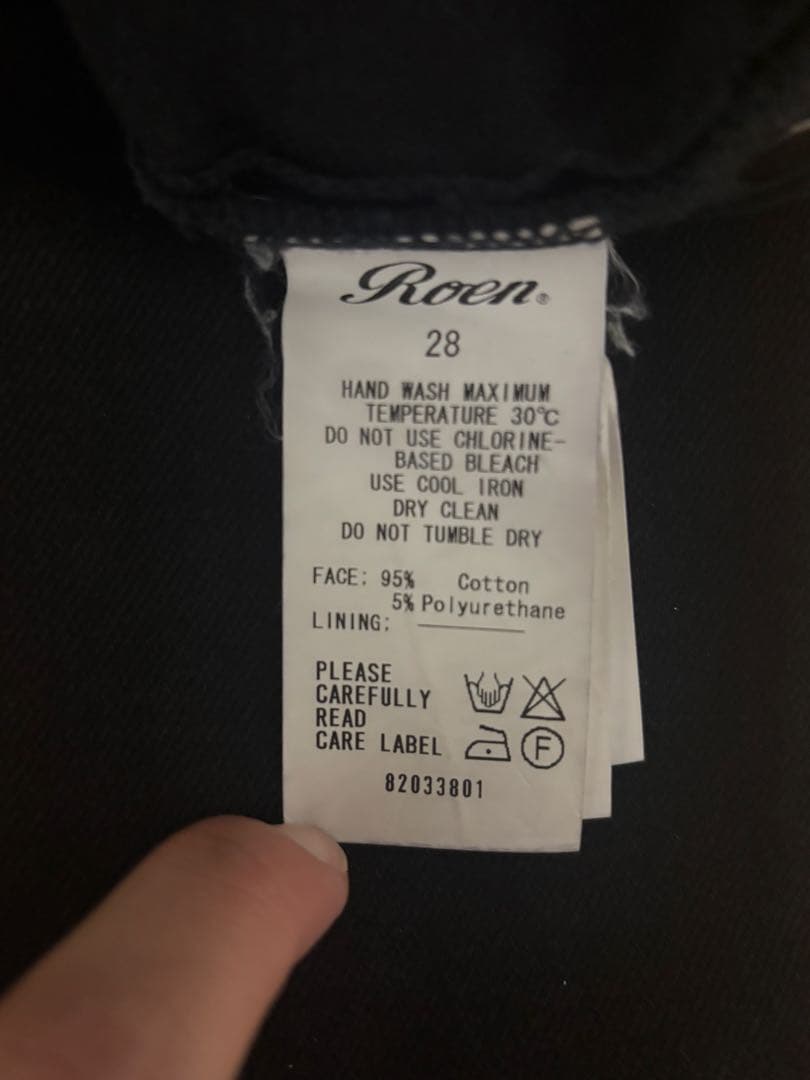 Roen®
28
HAND WASH MAXIMUM
TEMPERATURE 30℃
DO NOT USE CHLORINE-
BASED BLEACH
USE COOL IRON
DRY CLEAN
DO NOT TUMBLE DRY
FACE: 95% Cotton
5% Polyurethane
LINING:
PLEASE
CAREFULLY
READ
CARE LABEL
F
82033801